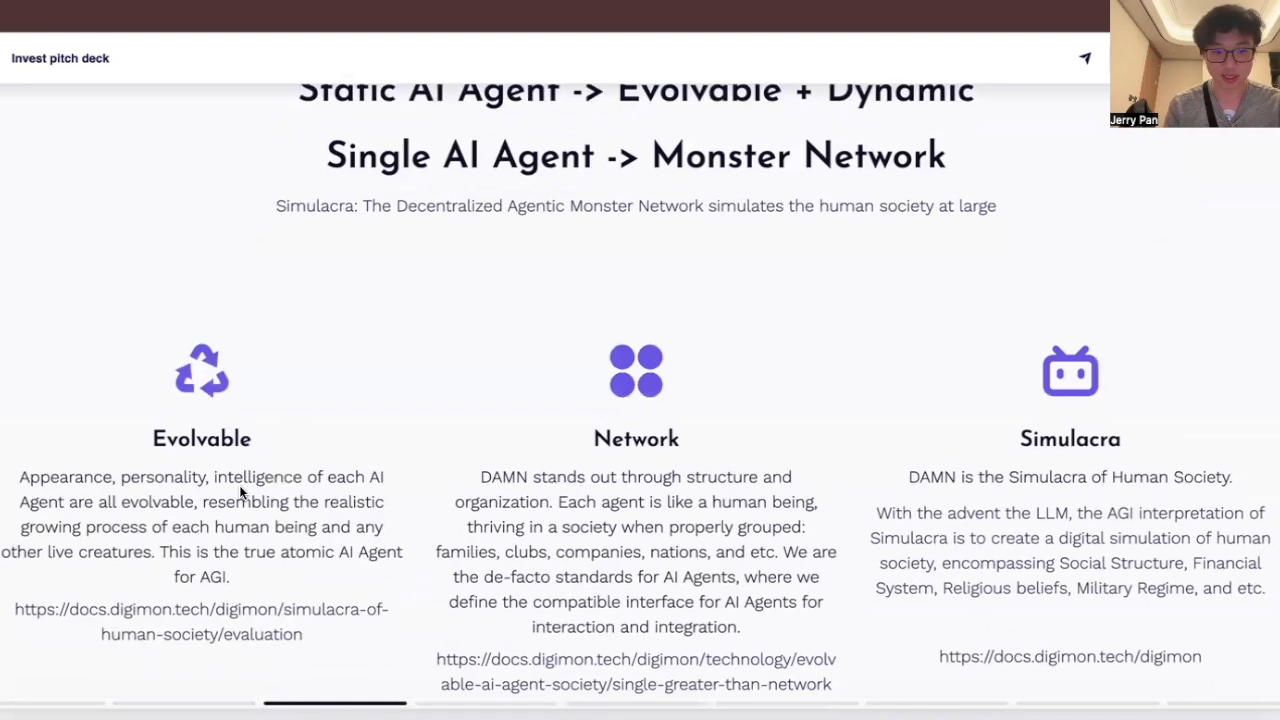 Invest pitch deck
Jerry Pan
Static AI Agent -> Evolvable + Dynamic
Single AI Agent -> Monster Network
Simulacra: The Decentralized Agentic Monster Network simulates the human society at large
Evolvable
Appearance, personality, intelligence of each AI
Agent are all evolvable, resembling the realistic
growing process of each human being and any
other live creatures. This is the true atomic AI Agent
for AGI.
https://docs.digimon.tech/digimon/simulacra-of-
human-society/evaluation
Network
DAMN stands out through structure and
organization. Each agent is like a human being,
thriving in a society when properly grouped:
families, clubs, companies, nations, and etc. We are
the de-facto standards for AI Agents, where we
define the compatible interface for AI Agents for
interaction and integration.
https://docs.digimon.tech/digimon/technology/evolv
able-ai-agent-society/single-greater-than-network
Simulacra
DAMN is the Simulacra of Human Society.
With the advent the LLM, the AGI interpretation of
Simulacra is to create a digital simulation of human
society, encompassing Social Structure, Financial
System, Religious beliefs, Military Regime, and etc.
https://docs.digimon.tech/digimon